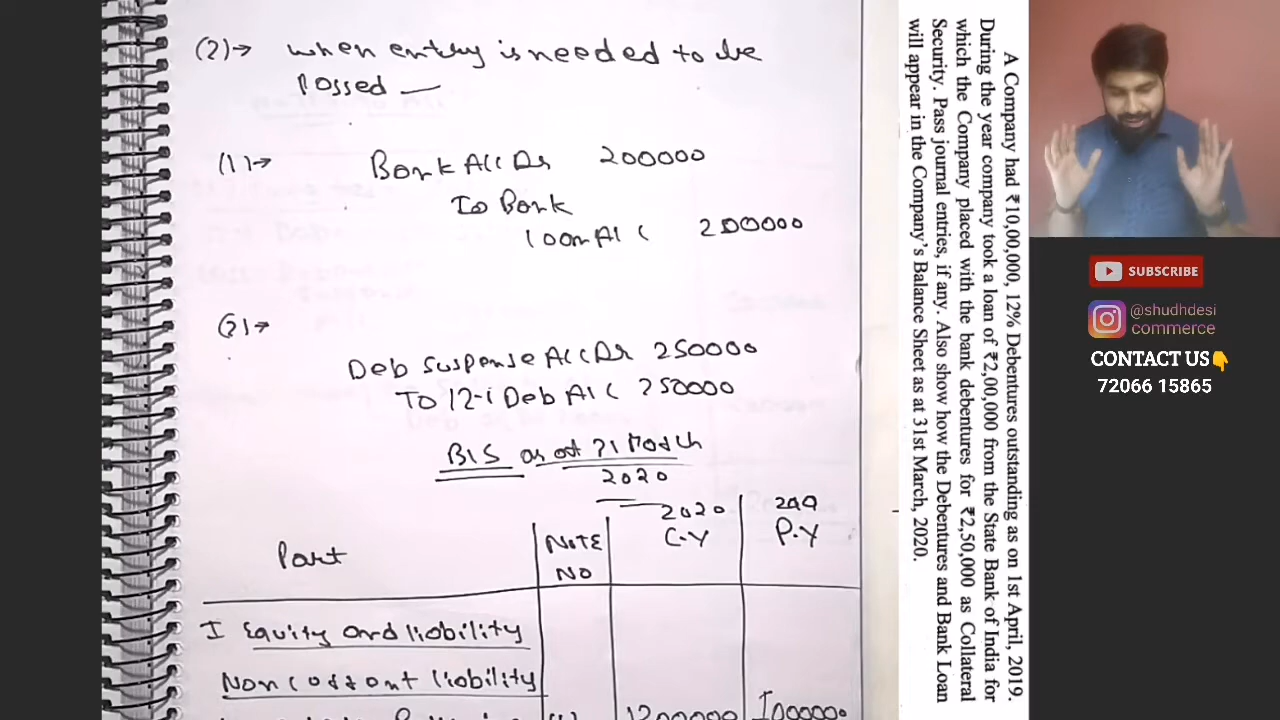 (2)→ when entry is needed to be
Possed —
(1)→ Bonk A/C Dr 200000
To Bonk
loan A/C 200000
(2)→
Deb Suspense A/C Dr 250000
To 12-1 Deb A/C 250000
B/S as at 31 March
2020
Part
NOTE
NO
2020
C.Y
2019
P.Y
I Equity and liability
Non current liability
(1) 1200000 1000000
A Company had ₹10,00,000, 12% Debentures outstanding as on 1st April, 2019.
During the year company took a loan of ₹2,00,000 from the State Bank of India for
which the Company placed with the bank debentures for ₹2,50,000 as Collateral
Security. Pass journal entries, if any. Also show how the Debentures and Bank Loan
will appear in the Company's Balance Sheet as at 31st March, 2020.
SUBSCRIBE
@shudhdesi
commerce
CONTACT US👇
72066 15865